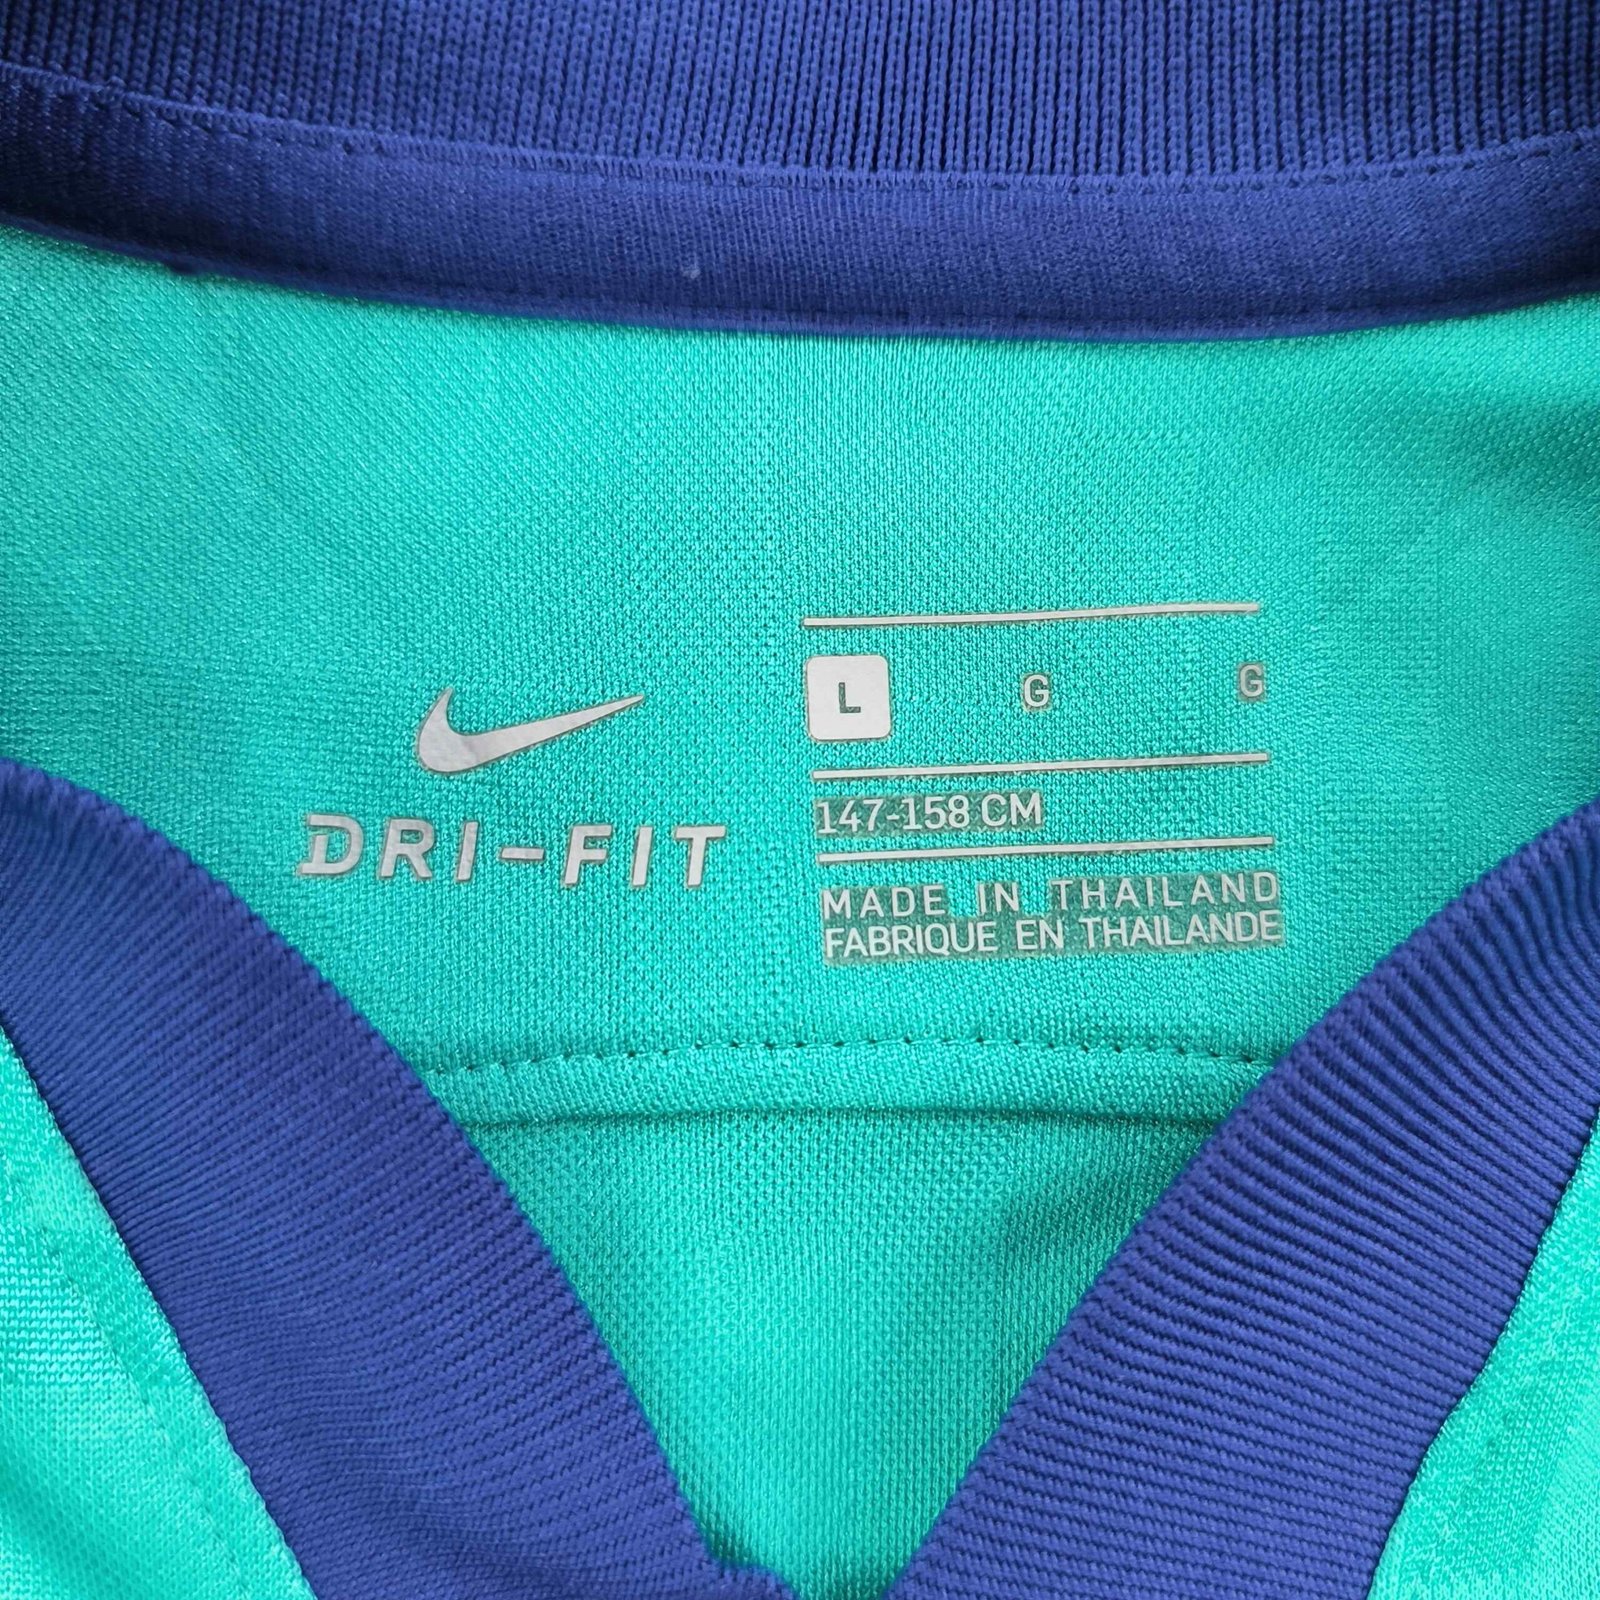 DRI-FIT
L G G
147-158 CM
MADE IN THAILAND
FABRIQUE EN THAILANDE